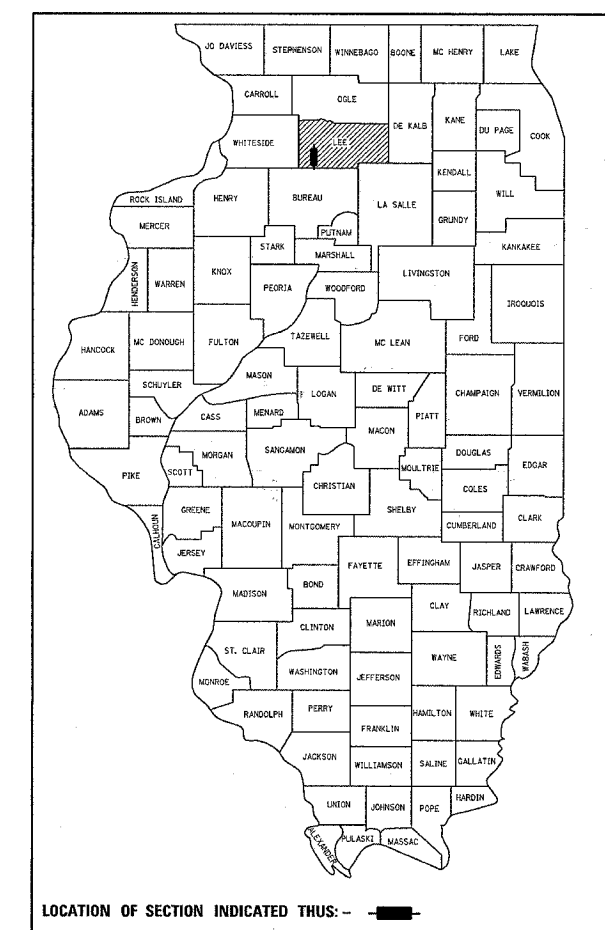 JO DAVIESS STEPHENSON WINNEBAGO BOONE MC HENRY LAKE
CARROLL OGLE
DE KALB KANE DU PAGE COOK
WHITESIDE LEE
KENDALL
ROCK ISLAND HENRY BUREAU LA SALLE WILL
MERCER PUTNAM GRUNDY
STARK MARSHALL KANKAKEE
HENDERSON WARREN KNOX PEORIA WOODFORD LIVINGSTON
IROQUOIS
HANCOCK MC DONOUGH FULTON TAZEWELL MC LEAN FORD
MASON
SCHUYLER LOGAN DE WITT CHAMPAIGN VERMILION
ADAMS BROWN CASS MENARD PIATT
MACON
MORGAN SANGAMON DOUGLAS
PIKE SCOTT CHRISTIAN MOULTRIE COLES EDGAR
GREENE SHELBY
CALHOUN MACOUPIN MONTGOMERY CUMBERLAND CLARK
JERSEY
FAYETTE EFFINGHAM JASPER CRAWFORD
MADISON BOND
CLAY RICHLAND LAWRENCE
CLINTON MARION
ST. CLAIR WAYNE EDWARDS WABASH
WASHINGTON JEFFERSON
MONROE
RANDOLPH PERRY HAMILTON WHITE
FRANKLIN
JACKSON WILLIAMSON SALINE GALLATIN
UNION JOHNSON POPE HARDIN
ALEXANDER PULASKI MASSAC
LOCATION OF SECTION INDICATED THUS: -